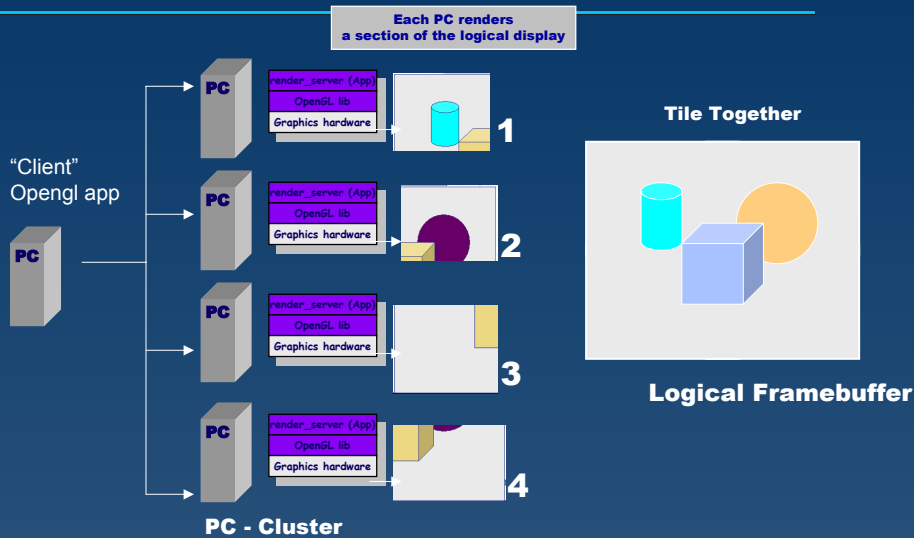 Each PC renders
a section of the logical display
"Client"
Opengl app
PC
PC
render_server (App)
OpenGL lib
Graphics hardware
1
PC
render_server (App)
OpenGL lib
Graphics hardware
2
PC
render_server (App)
OpenGL lib
Graphics hardware
3
PC
render_server (App)
OpenGL lib
Graphics hardware
4
PC - Cluster
Tile Together
Logical Framebuffer